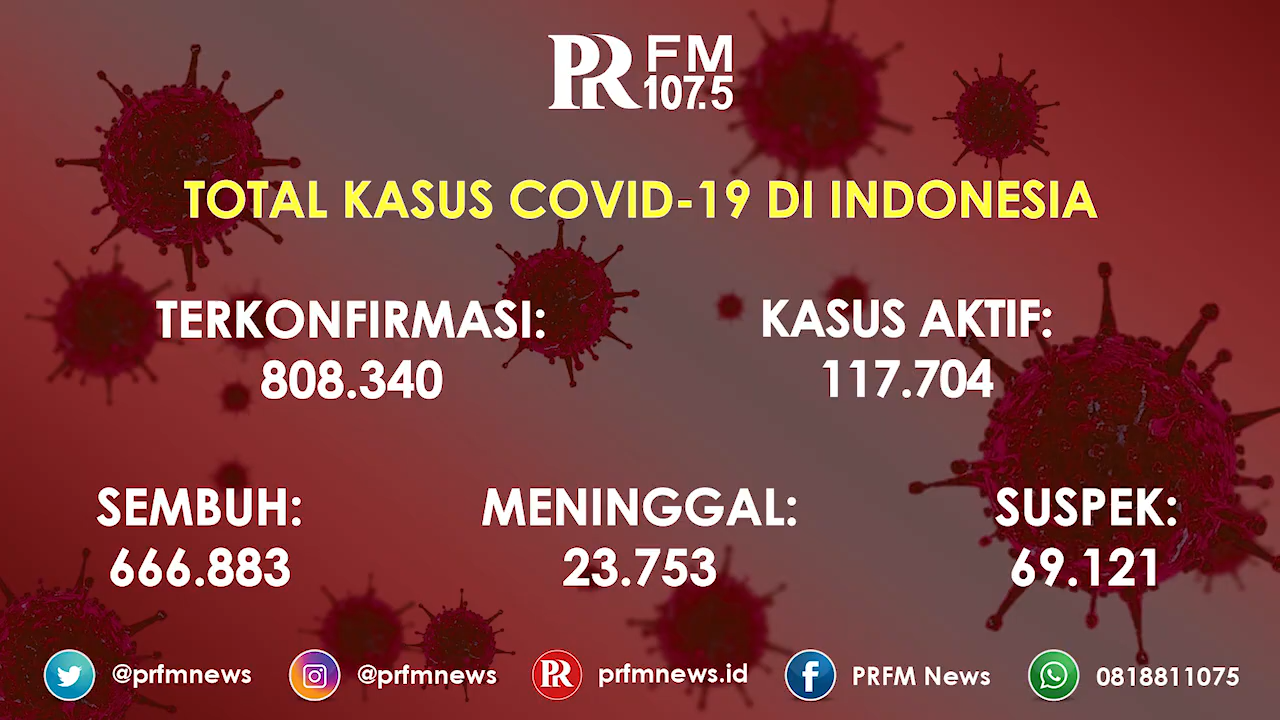 PR FM
107.5
TOTAL KASUS COVID-19 DI INDONESIA
TERKONFIRMASI:
808.340
KASUS AKTIF:
117.704
SEMBUH:
666.883
MENINGGAL:
23.753
SUSPEK:
69.121
@prfmnews
@prfmnews
PR
prfmnews.id
PRFM News
0818811075